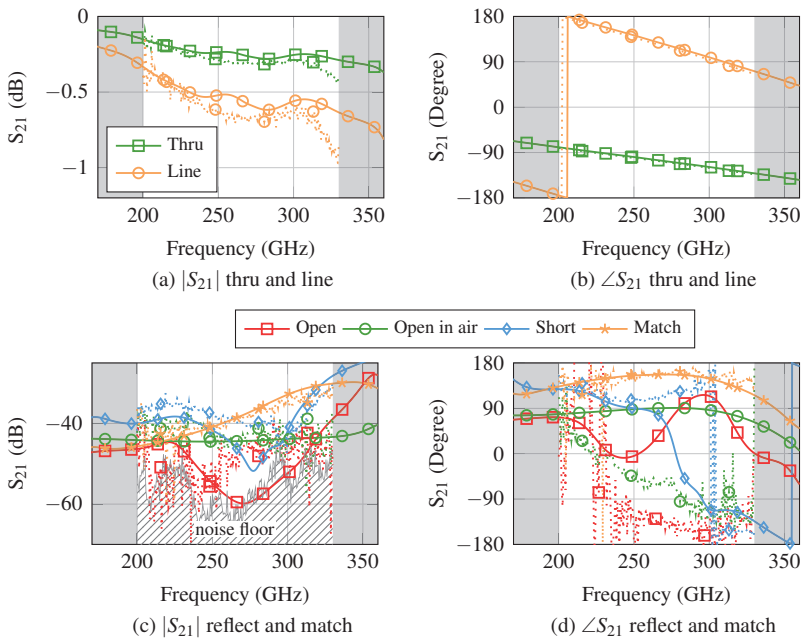 0
−0.5
−1
S21 (dB)
Thru
Line
200
250
300
350
Frequency (GHz)
(a) |S21| thru and line
180
90
0
−90
−180
S21 (Degree)
200
250
300
350
Frequency (GHz)
(b) ∠S21 thru and line
Open
Open in air
Short
Match
−40
−60
S21 (dB)
noise floor
200
250
300
350
Frequency (GHz)
(c) |S21| reflect and match
180
90
0
−90
−180
S21 (Degree)
200
250
300
350
Frequency (GHz)
(d) ∠S21 reflect and match